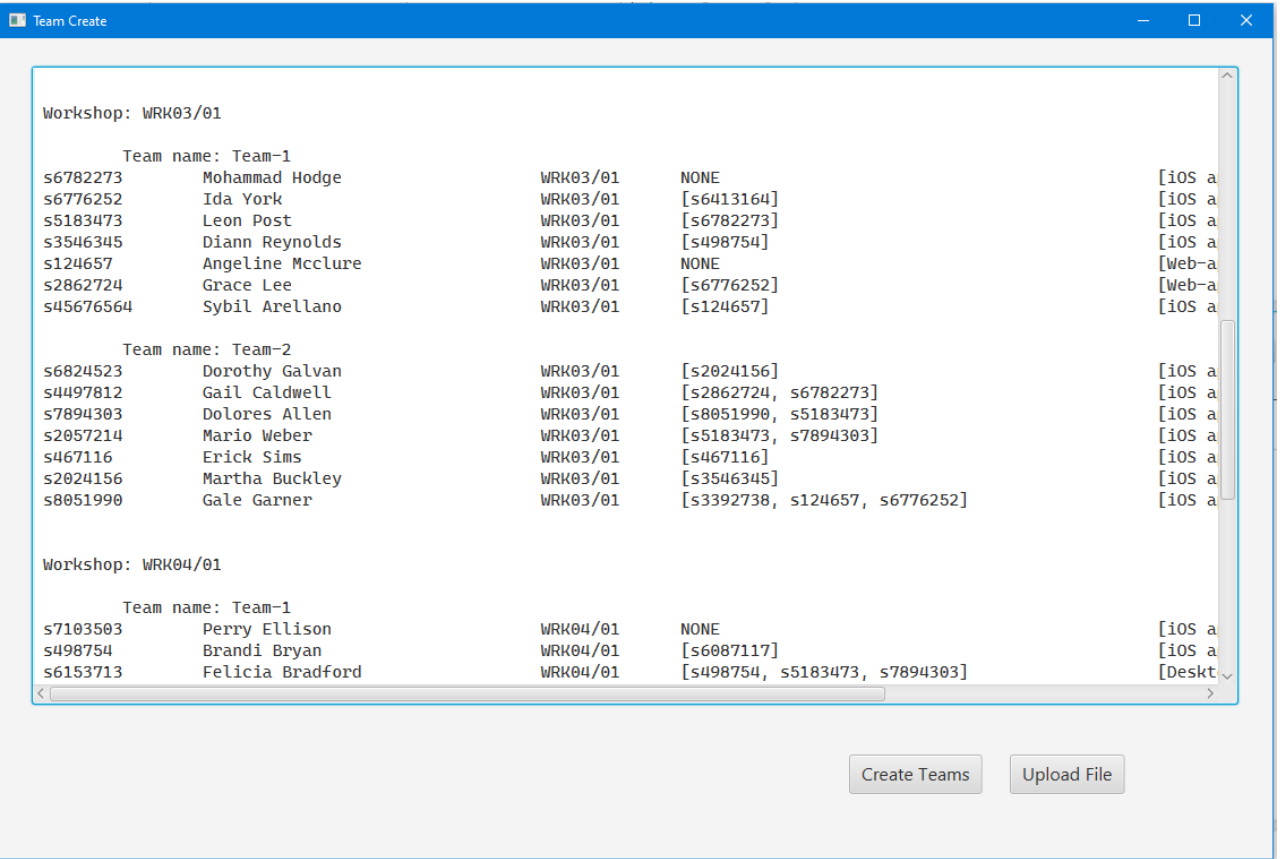 Team Create
Workshop: WRK03/01
Team name: Team-1
s6782273 Mohammad Hodge WRK03/01 NONE [iOS a
s6776252 Ida York WRK03/01 [s6413164] [iOS a
s5183473 Leon Post WRK03/01 [s6782273] [iOS a
s3546345 Diann Reynolds WRK03/01 [s498754] [iOS a
s124657 Angeline Mcclure WRK03/01 NONE [Web-a
s2862724 Grace Lee WRK03/01 [s6776252] [Web-a
s45676564 Sybil Arellano WRK03/01 [s124657] [iOS a
Team name: Team-2
s6824523 Dorothy Galvan WRK03/01 [s2024156] [iOS a
s4497812 Gail Caldwell WRK03/01 [s2862724, s6782273] [iOS a
s7894303 Dolores Allen WRK03/01 [s8051990, s5183473] [iOS a
s2057214 Mario Weber WRK03/01 [s5183473, s7894303] [iOS a
s467116 Erick Sims WRK03/01 [s467116] [iOS a
s2024156 Martha Buckley WRK03/01 [s3546345] [iOS a
s8051990 Gale Garner WRK03/01 [s3392738, s124657, s6776252] [iOS a
Workshop: WRK04/01
Team name: Team-1
s7103503 Perry Ellison WRK04/01 NONE [iOS a
s498754 Brandi Bryan WRK04/01 [s6087117] [iOS a
s6153713 Felicia Bradford WRK04/01 [s498754, s5183473, s7894303] [Deskt
Create Teams Upload File